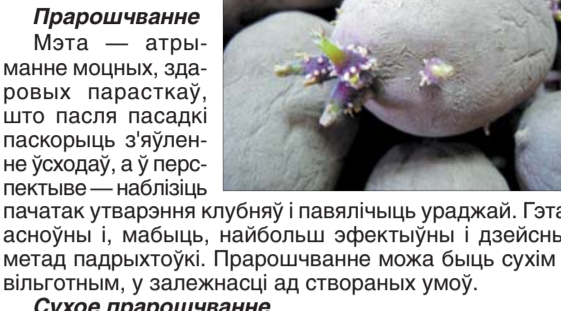 Прарошчванне
Мэта — атры-
манне моцных, зда-
ровых парасткаў,
што пасля пасадкі
паскорыць з'яўлен-
не ўсходаў, а ў перс-
пектыве — наблізіць
пачатак утварэння клубняў і павялічыць ураджай. Гэта
асноўны і, мабыць, найбольш эфектыўны і дзейсны
метад падрыхтоўкі. Прарошчванне можа быць сухім
вільготным, у залежнасці ад створаных умоў.
Сухое прарошчванне